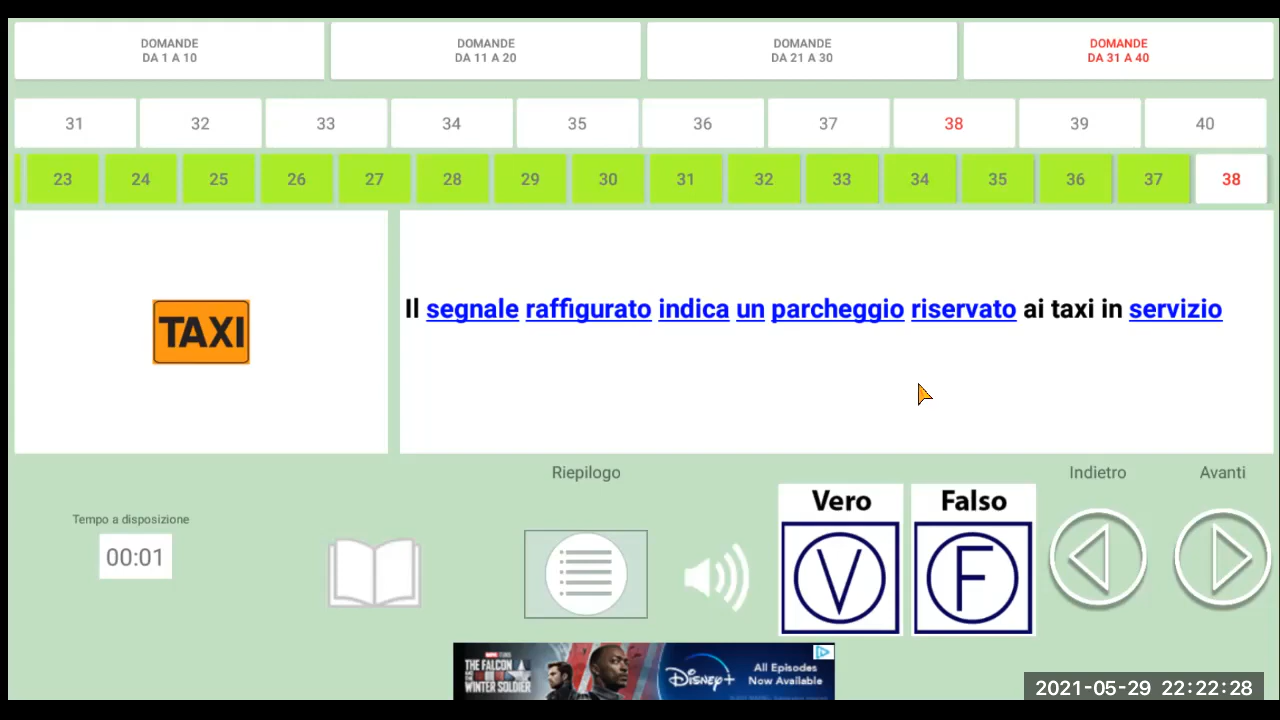 DOMANDE
DA 1 A 10
DOMANDE
DA 11 A 20
DOMANDE
DA 21 A 30
DOMANDE
DA 31 A 40
31 32 33 34 35 36 37 38 39 40
23 24 25 26 27 28 29 30 31 32 33 34 35 36 37 38
TAXI
Il segnale raffigurato indica un parcheggio riservato ai taxi in servizio
Riepilogo
Indietro
Avanti
Vero
Falso
Tempo a disposizione
00:01
V
F
THE FALCON
AND THE
WINTER SOLDIER
Disney+
All Episodes
Now Available
2021-05-29 22:22:28